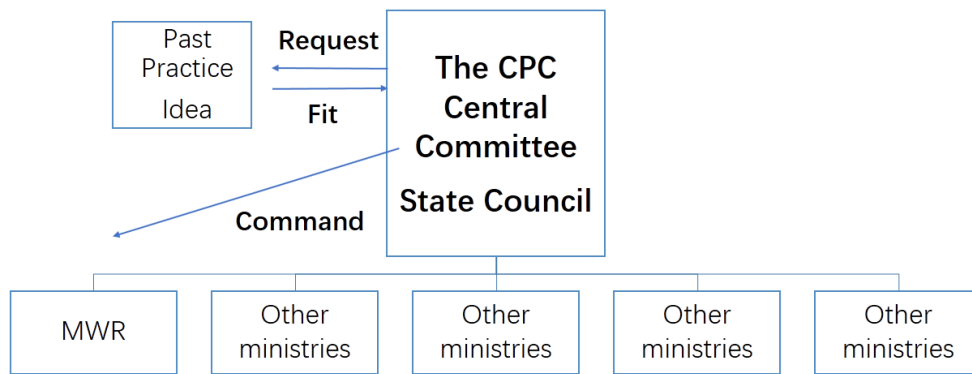 Past
Practice
Idea
Request
Fit
The CPC
Central
Committee
State Council
Command
MWR
Other
ministries
Other
ministries
Other
ministries
Other
ministries